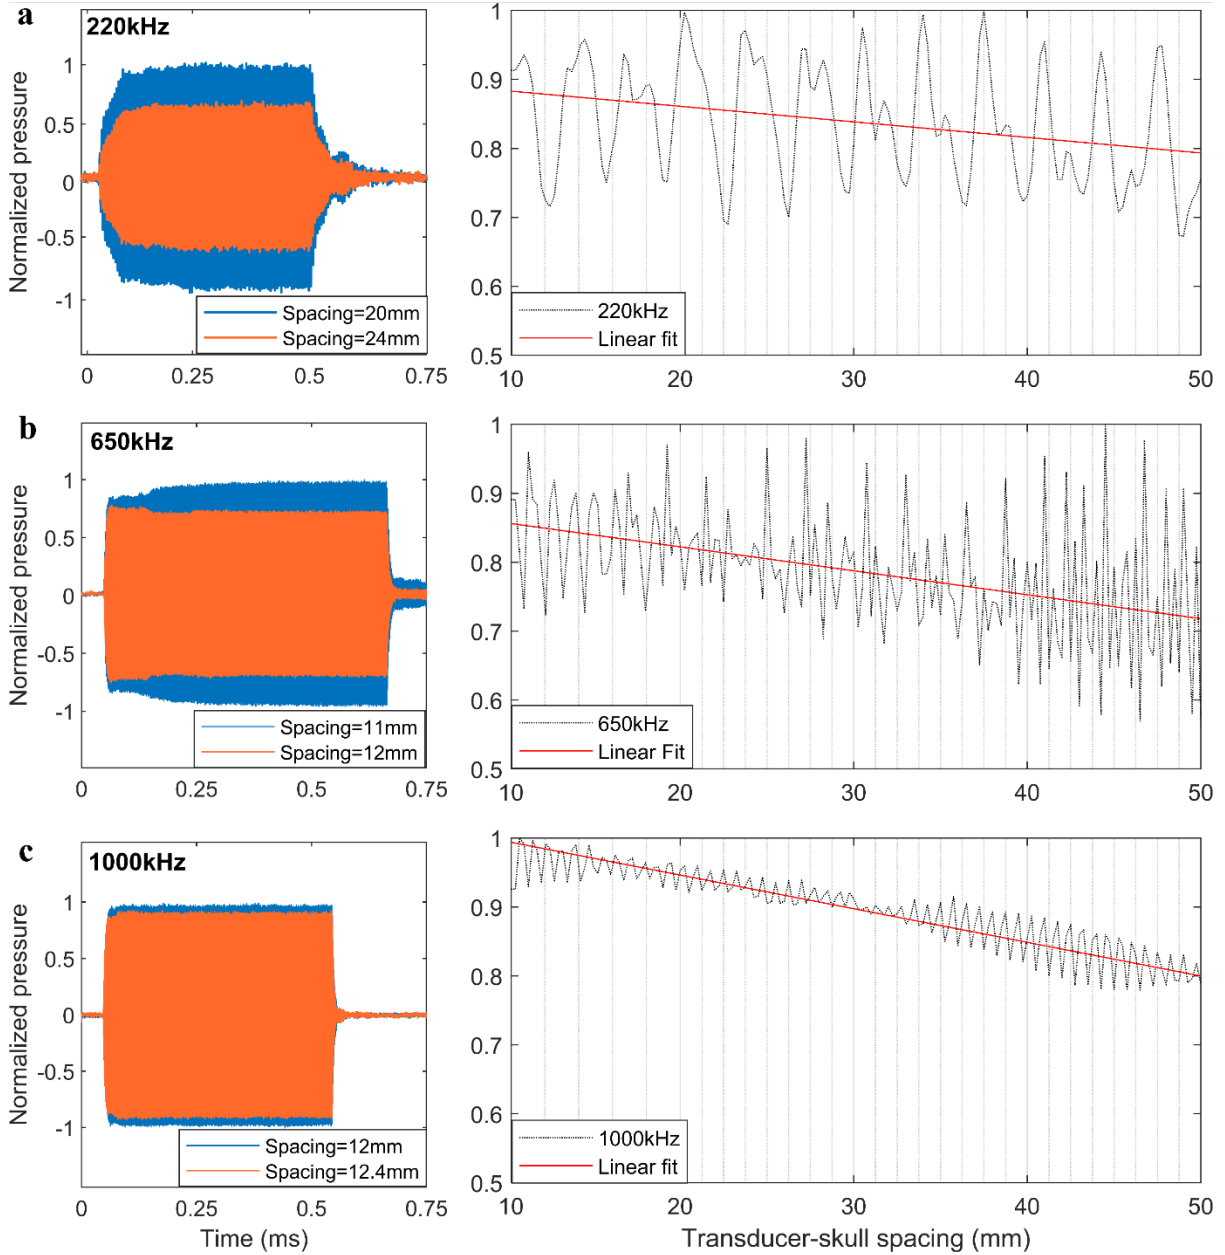 a
220kHz
Normalized pressure
1
0.5
0
-0.5
-1
Spacing=20mm
Spacing=24mm
0 0.25 0.5 0.75
1
0.9
0.8
0.7
0.6
0.5
220kHz
Linear fit
10 20 30 40 50
b
650kHz
Normalized pressure
1
0.5
0
-0.5
-1
Spacing=11mm
Spacing=12mm
0 0.25 0.5 0.75
1
0.9
0.8
0.7
0.6
0.5
650kHz
Linear Fit
10 20 30 40 50
c
1000kHz
Normalized pressure
1
0.5
0
-0.5
-1
Spacing=12mm
Spacing=12.4mm
0 0.25 0.5 0.75
Time (ms)
1
0.9
0.8
0.7
0.6
0.5
1000kHz
Linear fit
10 20 30 40 50
Transducer-skull spacing (mm)